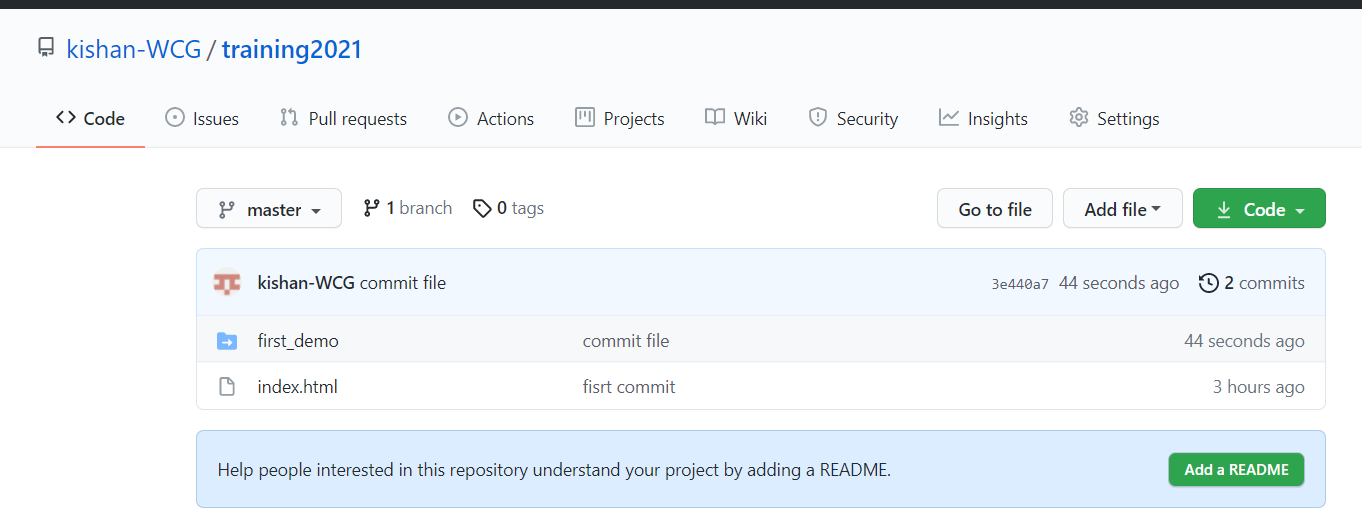 kishan-WCG / training2021
Code Issues Pull requests Actions Projects Wiki Security Insights Settings
master 1 branch 0 tags Go to file Add file Code
kishan-WCG commit file 3e440a7 44 seconds ago 2 commits
first_demo commit file 44 seconds ago
index.html fisrt commit 3 hours ago
Help people interested in this repository understand your project by adding a README. Add a README